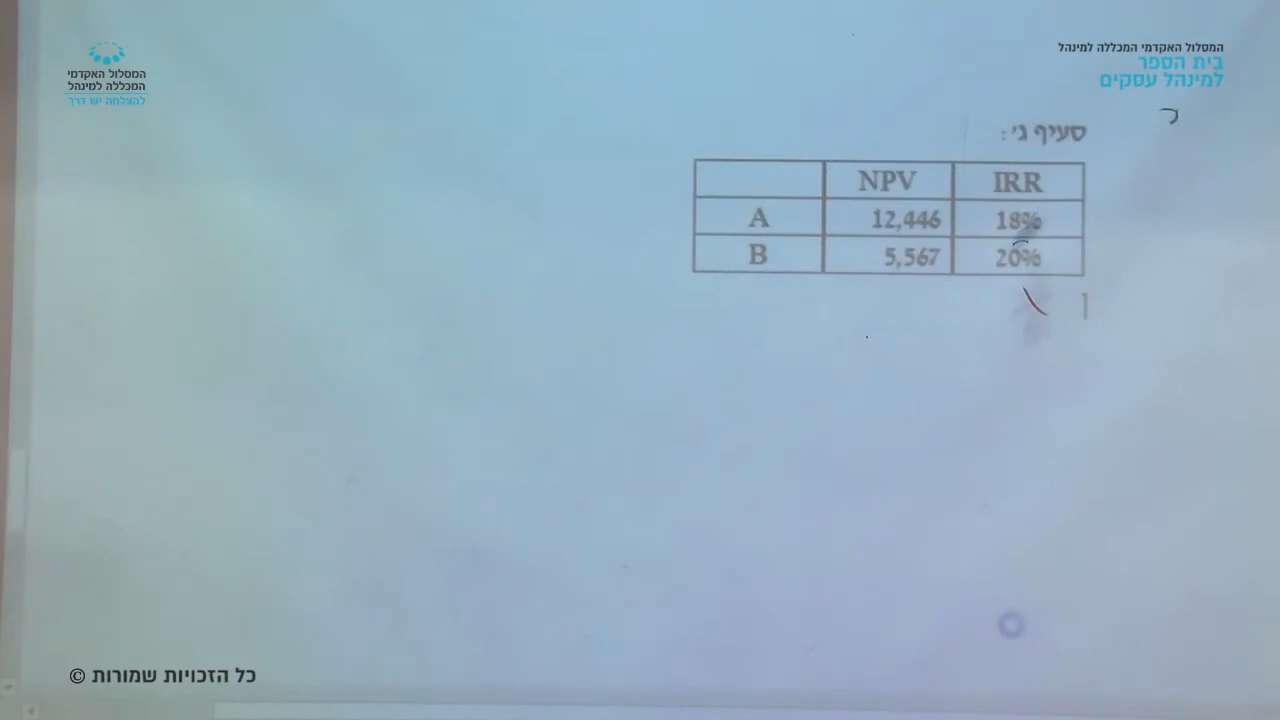 המסלול האקדמי המכללה למינהל
בית הספר
למינהל עסקים
המסלול האקדמי
המכללה למינהל
להצלחה יש דרך
סעיף ג':
NPV IRR
A 12,446 18%
B 5,567 20%
כל הזכויות שמורות ©